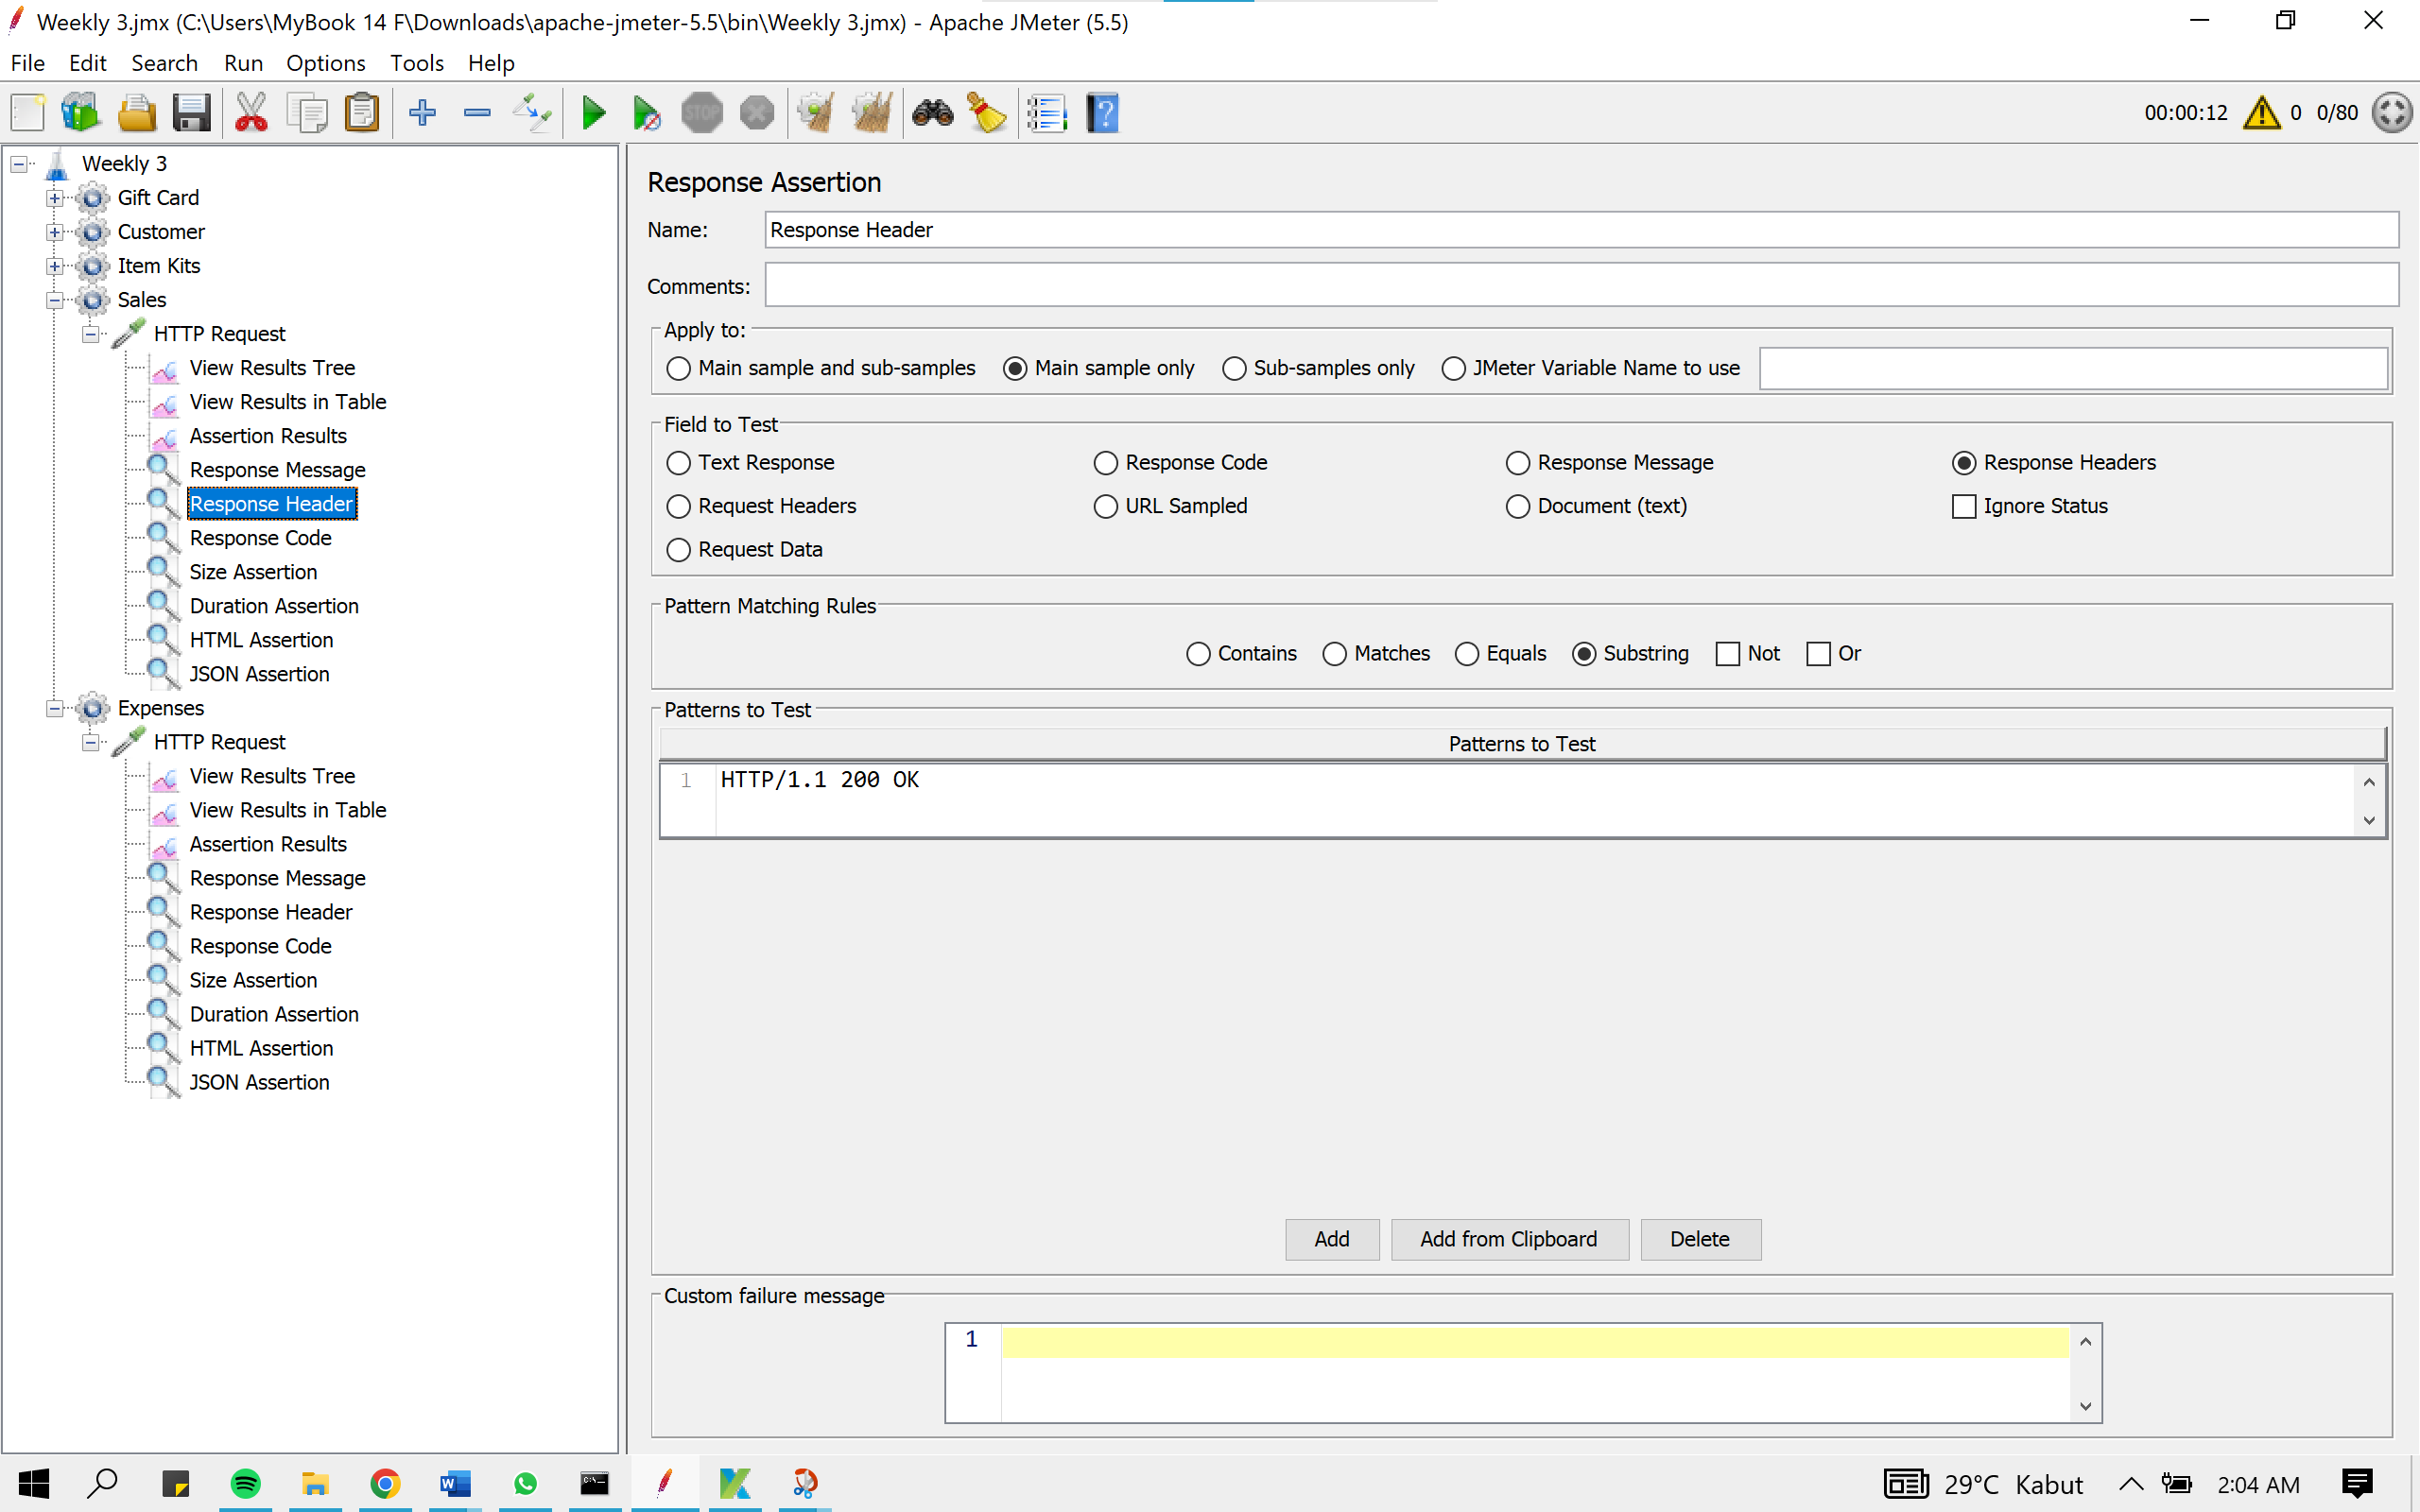 Weekly 3.jmx (C:\Users\MyBook 14 F\Downloads\apache-jmeter-5.5\bin\Weekly 3.jmx) - Apache JMeter (5.5)
File Edit Search Run Options Tools Help
STOP
00:00:12 0 0/80
Weekly 3
Gift Card
Customer
Item Kits
Sales
HTTP Request
View Results Tree
View Results in Table
Assertion Results
Response Message
Response Header
Response Code
Size Assertion
Duration Assertion
HTML Assertion
JSON Assertion
Expenses
HTTP Request
View Results Tree
View Results in Table
Assertion Results
Response Message
Response Header
Response Code
Size Assertion
Duration Assertion
HTML Assertion
JSON Assertion
Response Assertion
Name: Response Header
Comments:
Apply to:
Main sample and sub-samples Main sample only Sub-samples only JMeter Variable Name to use
Field to Test
Text Response Response Code Response Message Response Headers
Request Headers URL Sampled Document (text) Ignore Status
Request Data
Pattern Matching Rules
Contains Matches Equals Substring Not Or
Patterns to Test
Patterns to Test
1 HTTP/1.1 200 OK
Add Add from Clipboard Delete
Custom failure message
1
29°C Kabut 2:04 AM